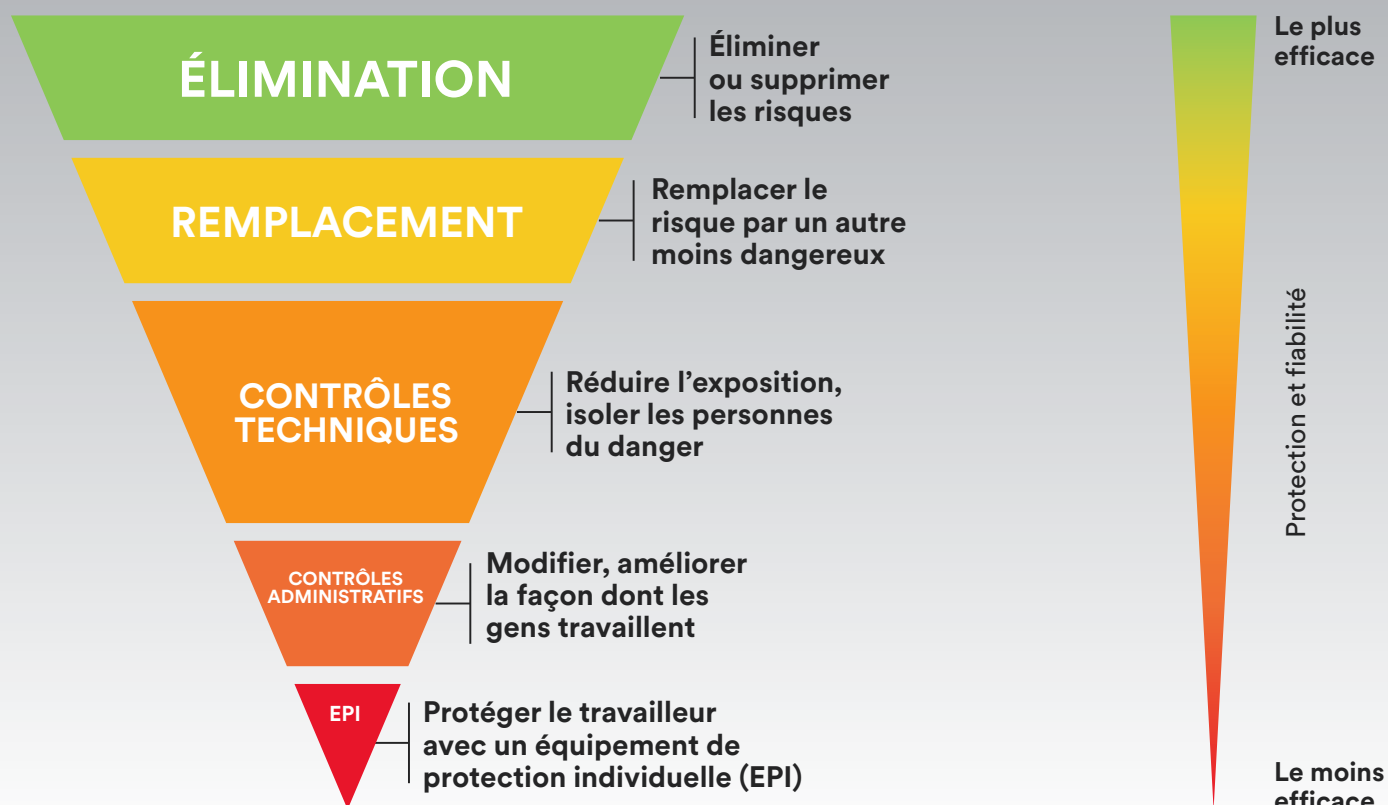 ÉLIMINATION
Éliminer
ou supprimer
les risques
REMPLACEMENT
Remplacer le
risque par un autre
moins dangereux
CONTRÔLES
TECHNIQUES
Réduire l’exposition,
isoler les personnes
du danger
CONTRÔLES
ADMINISTRATIFS
Modifier, améliorer
la façon dont les
gens travaillent
EPI
Protéger le travailleur
avec un équipement de
protection individuelle (EPI)
Le plus
efficace
Protection et fiabilité
Le moins
efficace